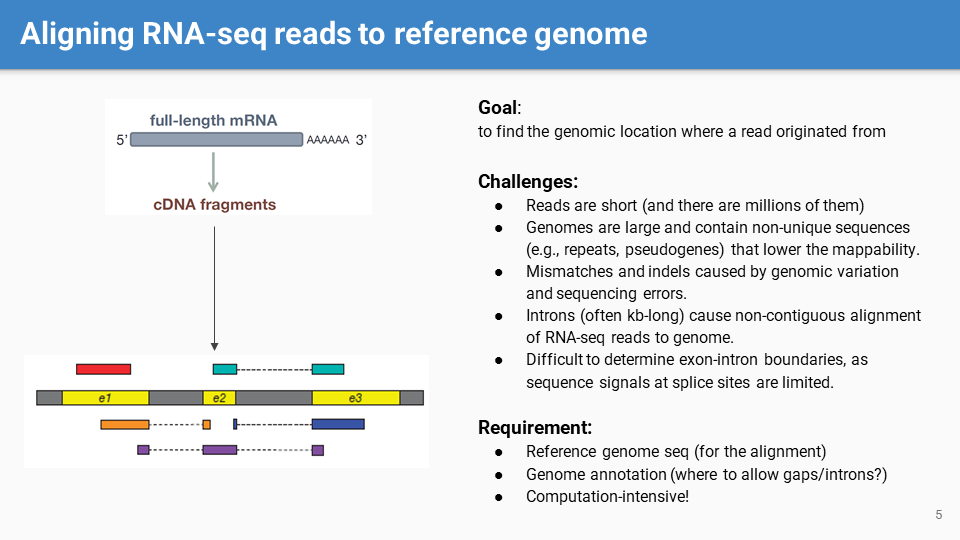 Aligning RNA-seq reads to reference genome
full-length mRNA
5’ AAAAAA 3’
cDNA fragments
e1 e2 e3
Goal:
to find the genomic location where a read originated from
Challenges:
● Reads are short (and there are millions of them)
● Genomes are large and contain non-unique sequences
(e.g., repeats, pseudogenes) that lower the mappability.
● Mismatches and indels caused by genomic variation
and sequencing errors.
● Introns (often kb-long) cause non-contiguous alignment
of RNA-seq reads to genome.
● Difficult to determine exon-intron boundaries, as
sequence signals at splice sites are limited.
Requirement:
● Reference genome seq (for the alignment)
● Genome annotation (where to allow gaps/introns?)
● Computation-intensive!
5